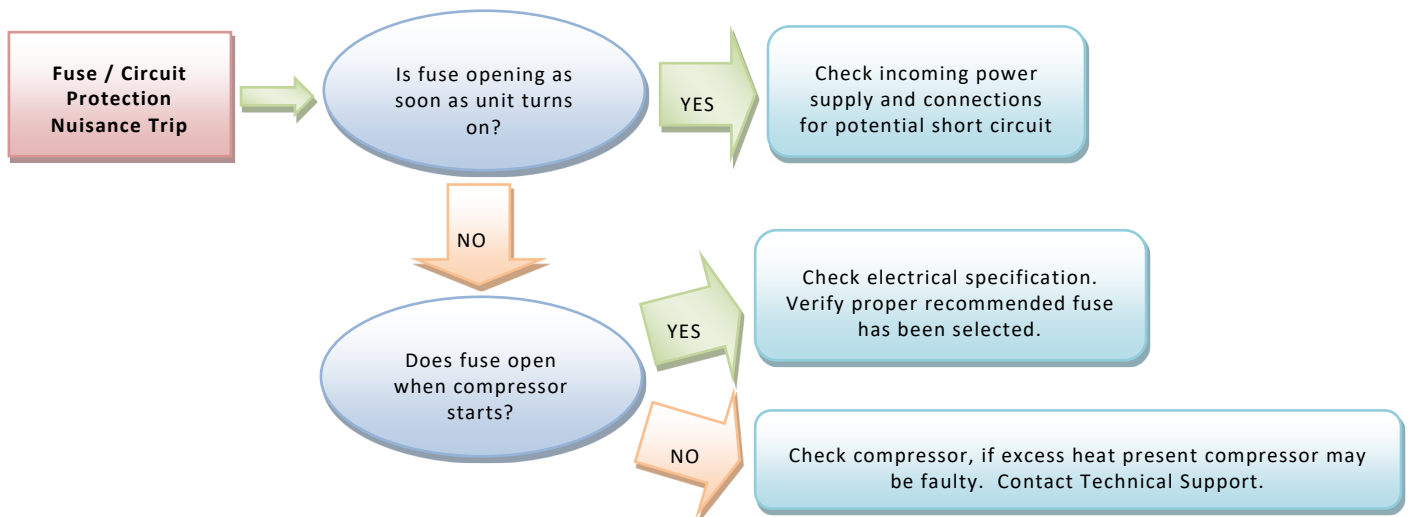 Fuse / Circuit
Protection
Nuisance Trip
Is fuse opening as
soon as unit turns
on?
YES
Check incoming power
supply and connections
for potential short circuit
NO
Does fuse open
when compressor
starts?
YES
Check electrical specification.
Verify proper recommended fuse
has been selected.
NO
Check compressor, if excess heat present compressor may
be faulty.  Contact Technical Support.